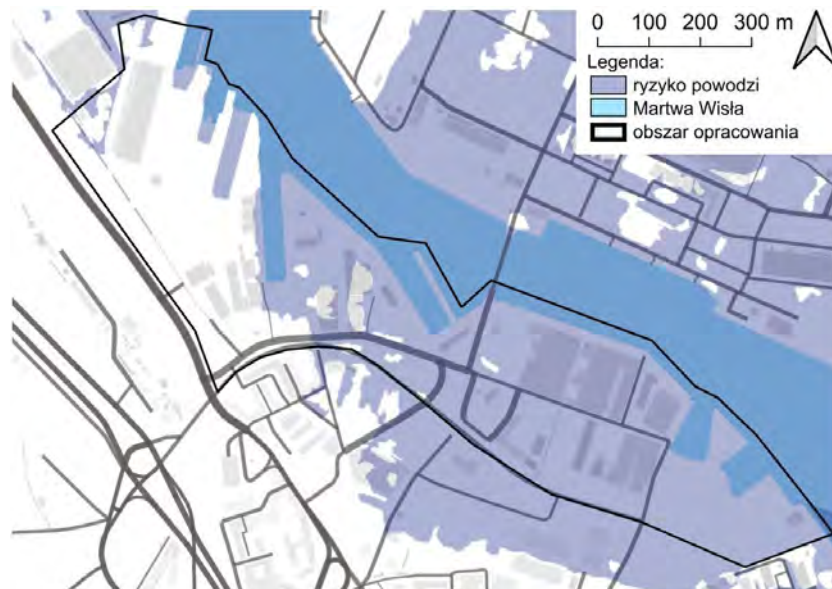 0 100 200 300 m
Legenda:
ryzyko powodzi
Martwa Wisła
obszar opracowania